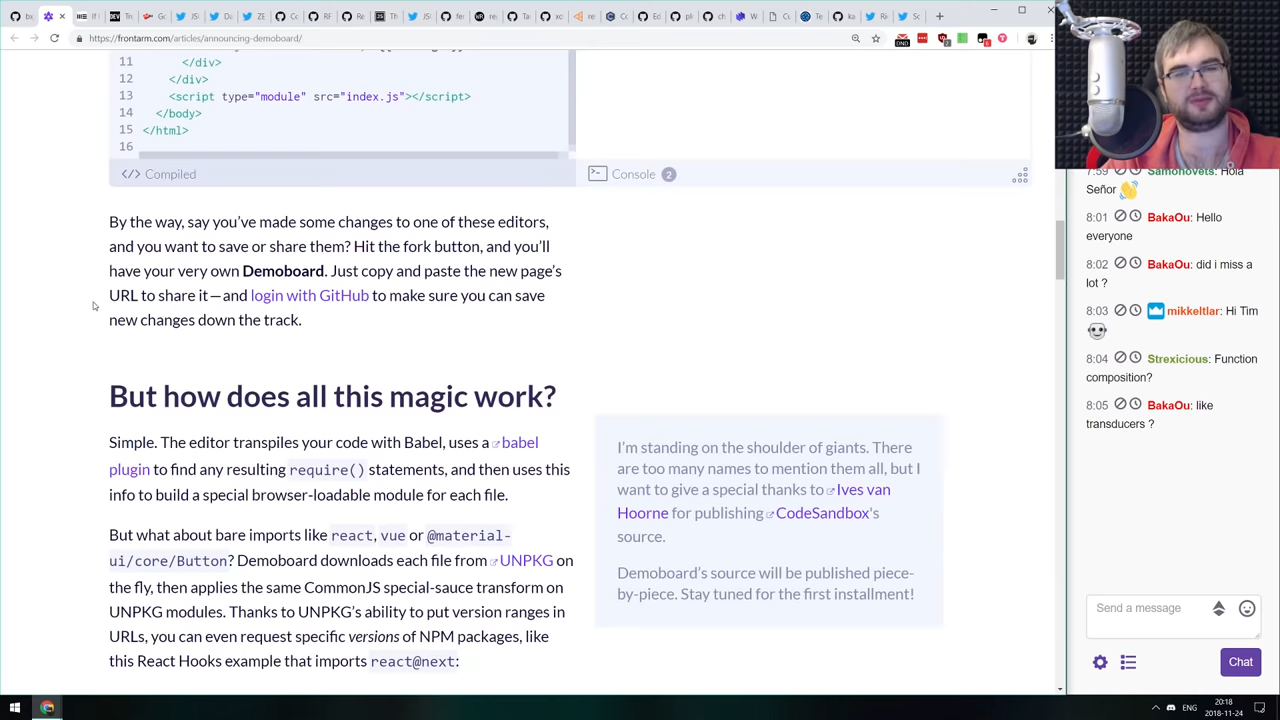 https://frontarm.com/articles/announcing-demoboard/
11 </div>
12 </div>
13 <script type="module" src="index.js"></script>
14 </body>
15 </html>
16
</> Compiled
Console 2
By the way, say you've made some changes to one of these editors,
and you want to save or share them? Hit the fork button, and you'll
have your very own Demoboard. Just copy and paste the new page's
URL to share it—and login with GitHub to make sure you can save
new changes down the track.
But how does all this magic work?
Simple. The editor transpiles your code with Babel, uses a babel
plugin to find any resulting require() statements, and then uses this
info to build a special browser-loadable module for each file.
But what about bare imports like react, vue or @material-
ui/core/Button? Demoboard downloads each file from UNPKG on
the fly, then applies the same CommonJS special-sauce transform on
UNPKG modules. Thanks to UNPKG's ability to put version ranges in
URLs, you can even request specific versions of NPM packages, like
this React Hooks example that imports react@next:
I'm standing on the shoulder of giants. There
are too many names to mention them all, but I
want to give a special thanks to Ives van
Hoorne for publishing CodeSandbox's
source.
Demoboard's source will be published piece-
by-piece. Stay tuned for the first installment!
7:59 Samohovets: Hola
Señor
8:01 BakaOu: Hello
everyone
8:02 BakaOu: did i miss a
lot ?
8:03 mikkeltlar: Hi Tim
8:04 Strexicious: Function
composition?
8:05 BakaOu: like
transducers ?
Send a message
Chat
ENG
20:18
2018-11-24